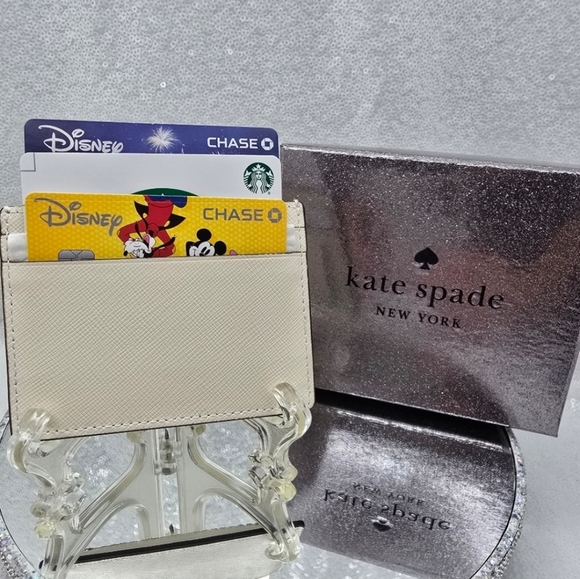 Disney CHASE
Disney CHASE
kate spade
NEW YORK
NEW YORK
kate spade